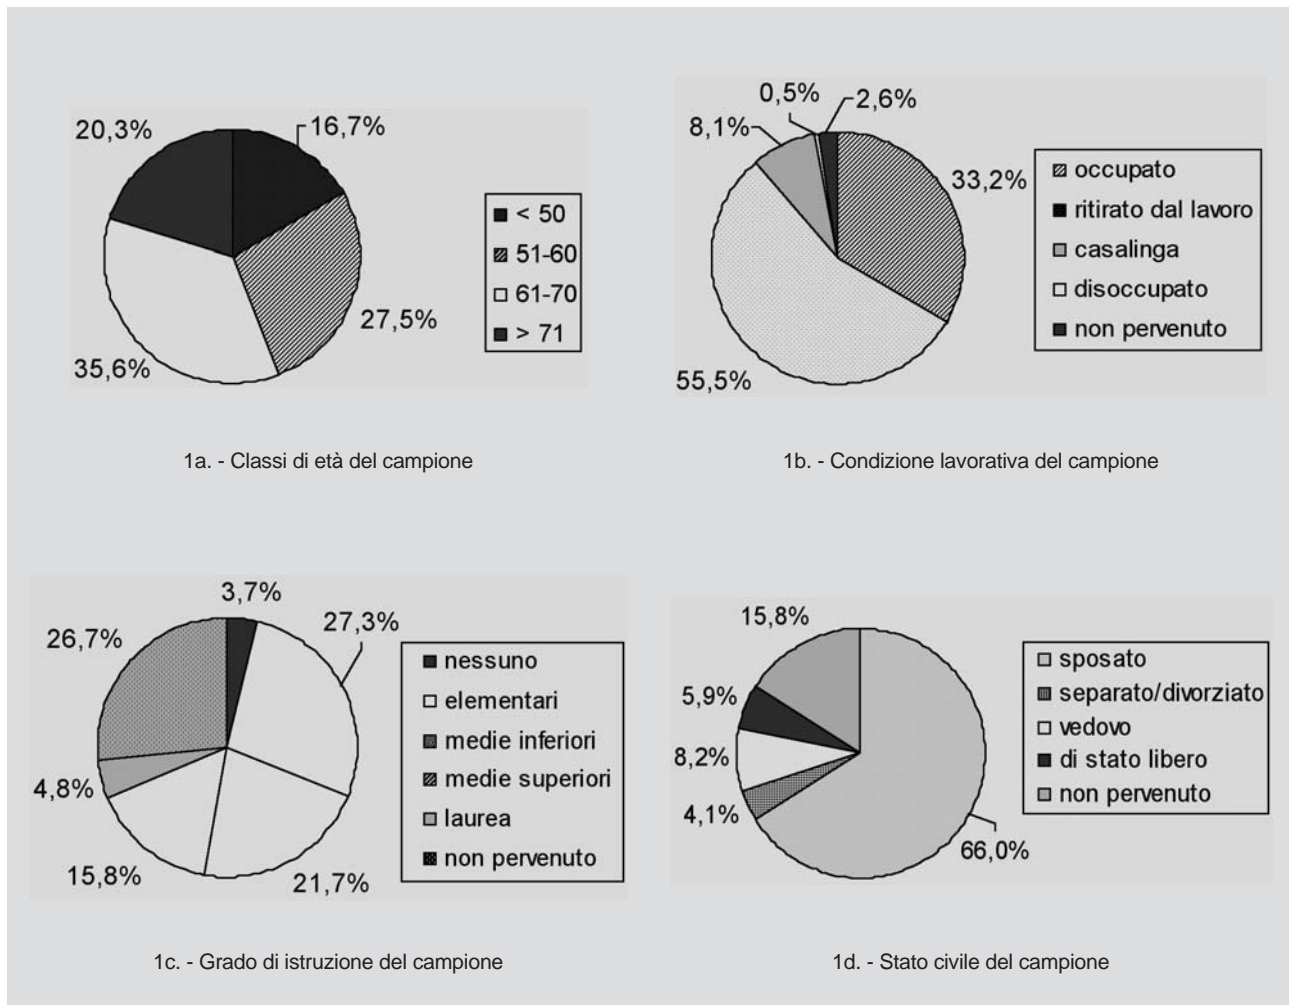 20,3%
16,7%
27,5%
35,6%
< 50
51-60
61-70
> 71
1a. - Classi di età del campione
0,5%
2,6%
8,1%
33,2%
55,5%
occupato
ritirato dal lavoro
casalinga
disoccupato
non pervenuto
1b. - Condizione lavorativa del campione
3,7%
27,3%
26,7%
4,8%
15,8%
21,7%
nessuno
elementari
medie inferiori
medie superiori
laurea
non pervenuto
1c. - Grado di istruzione del campione
15,8%
5,9%
8,2%
4,1%
66,0%
sposato
separato/divorziato
vedovo
di stato libero
non pervenuto
1d. - Stato civile del campione